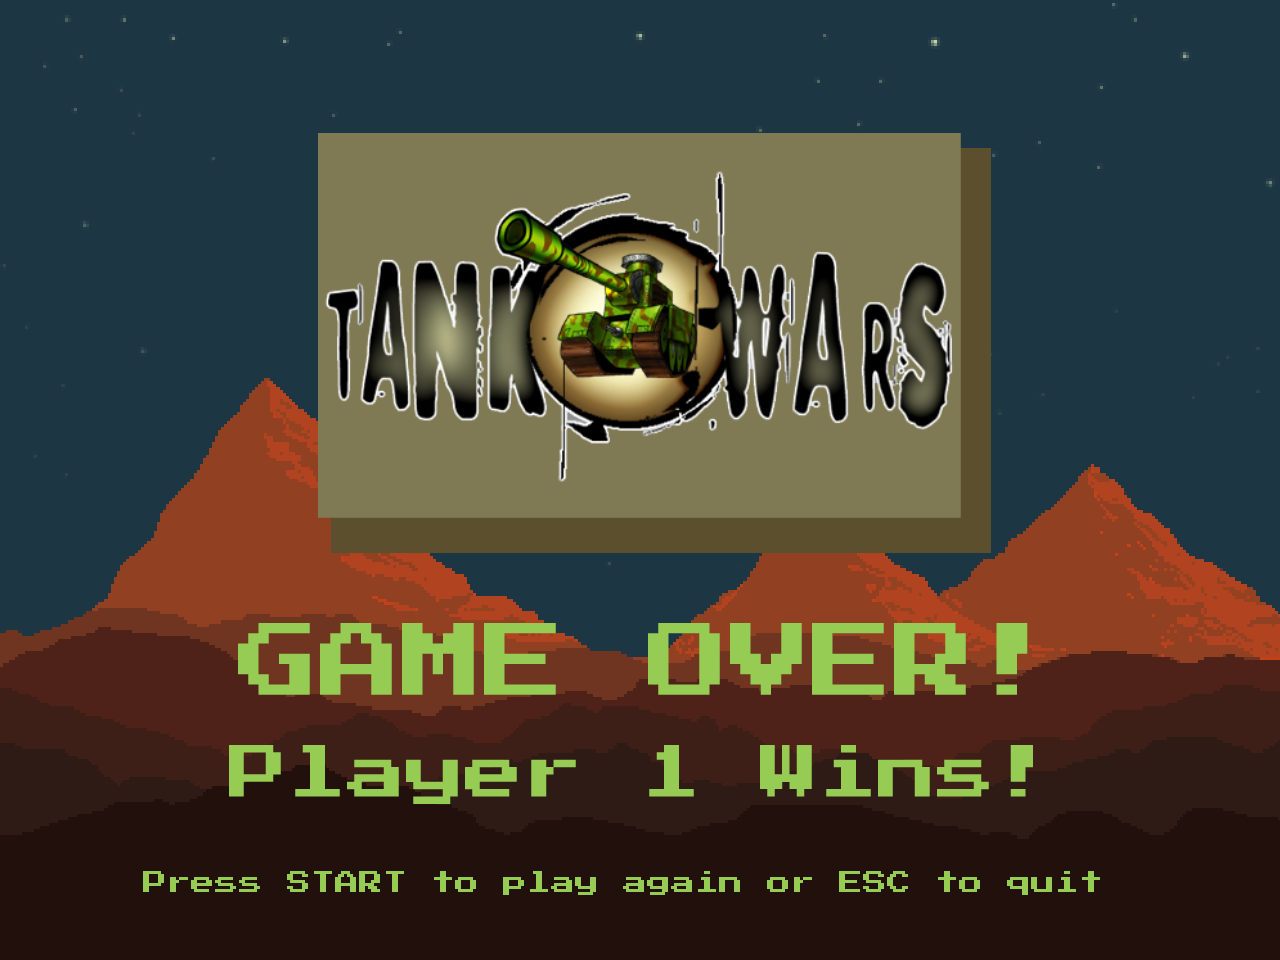 TANK WARS
GAME OVER!
Player 1 Wins!
Press START to play again or ESC to quit